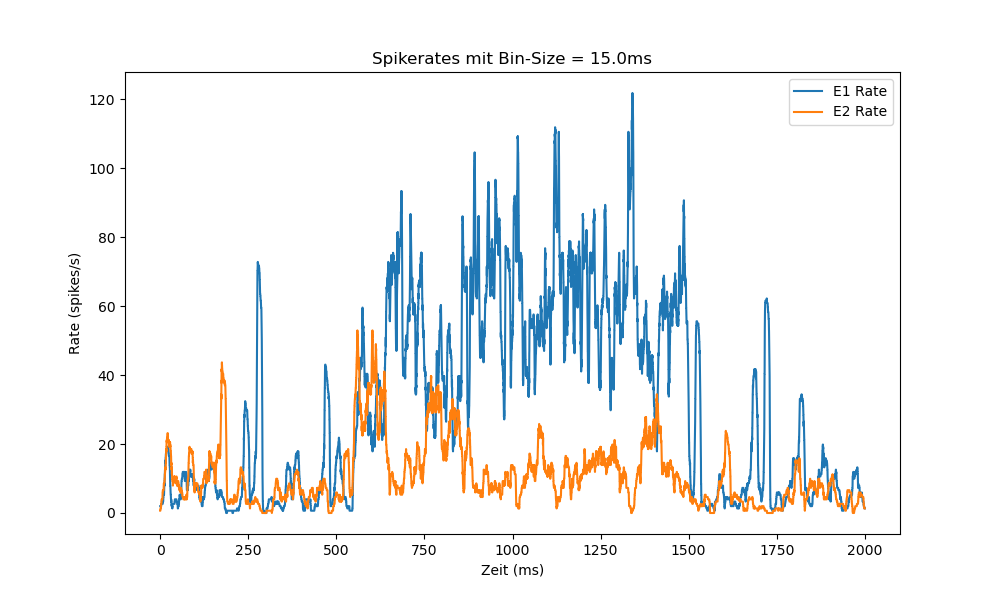 Spikerates mit Bin-Size = 15.0ms
E1 Rate
E2 Rate
120
100
80
60
40
20
0
Rate (spikes/s)
0 250 500 750 1000 1250 1500 1750 2000
Zeit (ms)